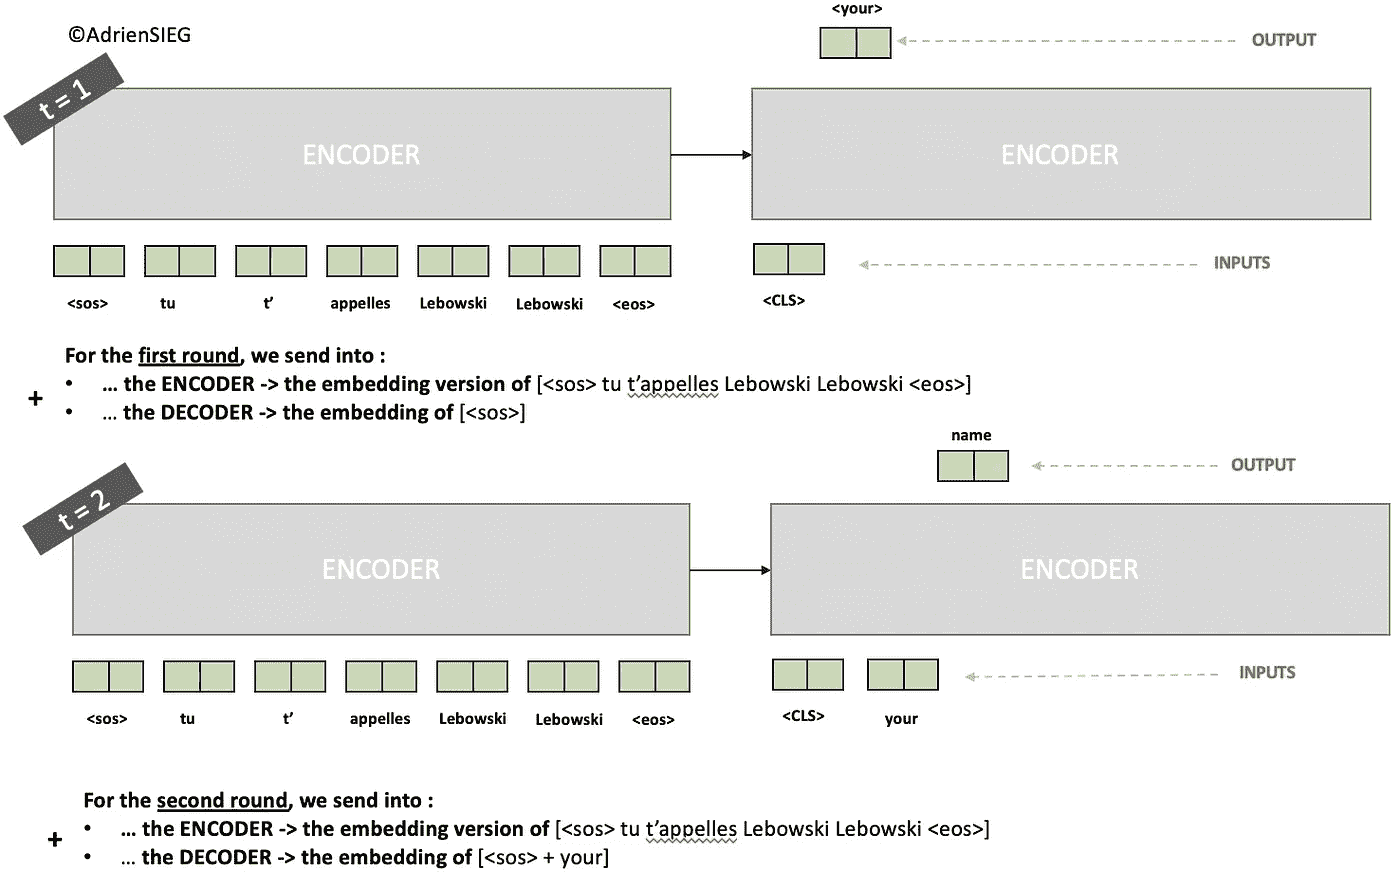 ©AdrienSIEG
<your>
OUTPUT
t = 1
ENCODER
ENCODER
INPUTS
<sos> tu t’ appelles Lebowski Lebowski <eos>
<CLS>
For the first round, we send into :
+
• … the ENCODER -> the embedding version of [<sos> tu t’appelles Lebowski Lebowski <eos>]
• … the DECODER -> the embedding of [<sos>]
name
OUTPUT
t = 2
ENCODER
ENCODER
INPUTS
<sos> tu t’ appelles Lebowski Lebowski <eos>
<CLS> your
For the second round, we send into :
+
• … the ENCODER -> the embedding version of [<sos> tu t’appelles Lebowski Lebowski <eos>]
• … the DECODER -> the embedding of [<sos> + your]